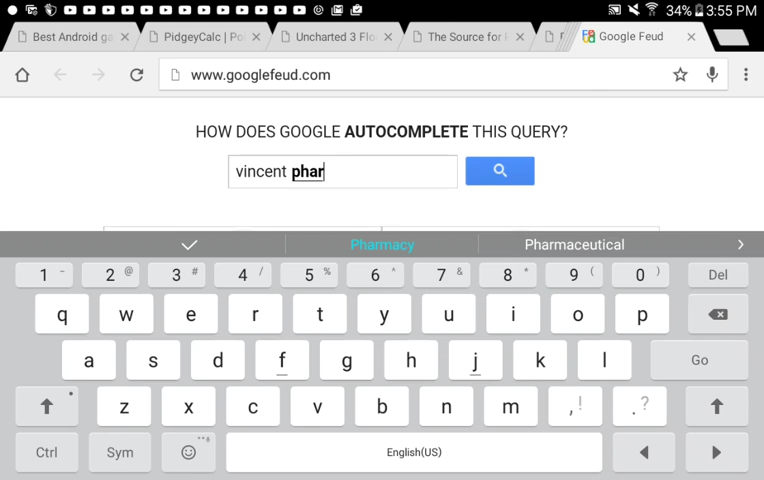 34% 3:55 PM
Best Android ga
PidgeyCalc | Pol
Uncharted 3 Flo
The Source for
Google Feud
www.googlefeud.com
HOW DOES GOOGLE AUTOCOMPLETE THIS QUERY?
vincent phar
Pharmacy Pharmaceutical
1 - 2 @ 3 # 4 / 5 % 6 ^ 7 & 8 * 9 ( 0 ) Del
q w e r t y u i o p
a s d f g h j k l Go
z x c v b n m , ! . ?
Ctrl Sym English(US)